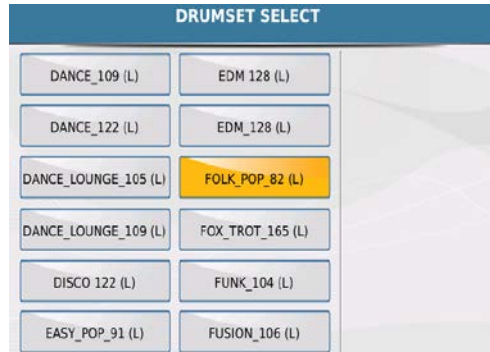 DRUMSET SELECT
DANCE_109 (L)
EDM 128 (L)
DANCE_122 (L)
EDM_128 (L)
DANCE_LOUNGE_105 (L)
FOLK_POP_82 (L)
DANCE_LOUNGE_109 (L)
FOX_TROT_165 (L)
DISCO 122 (L)
FUNK_104 (L)
EASY_POP_91 (L)
FUSION_106 (L)